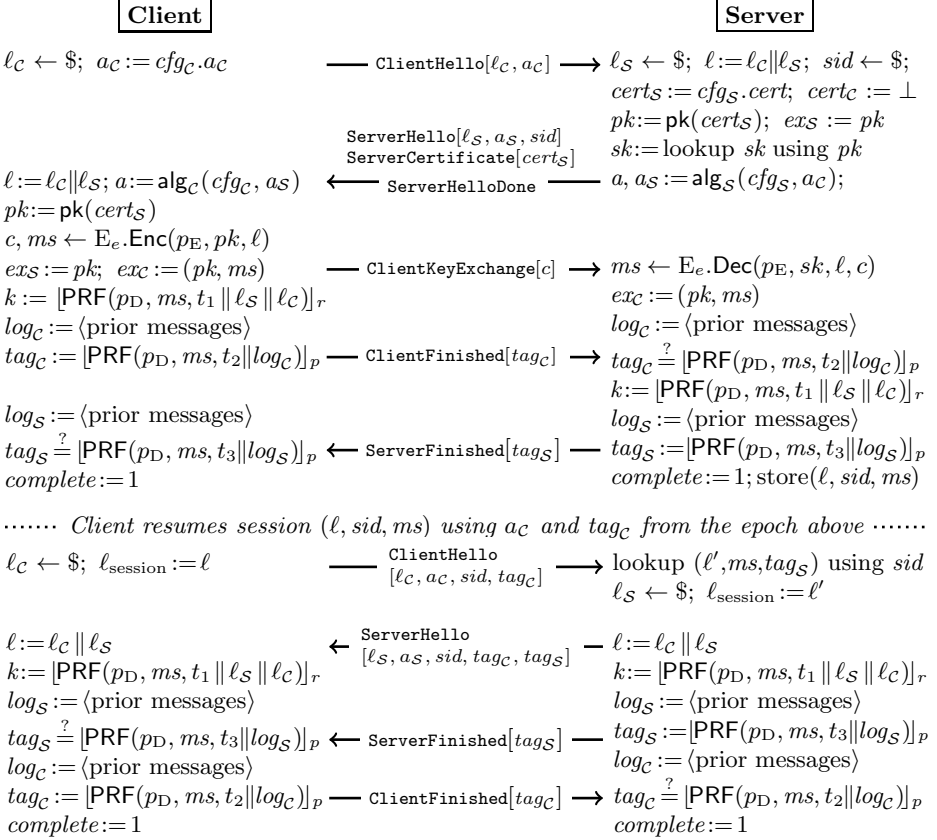 Client Server
ℓ_C ← $; a_C := cfg_C.a_C ClientHello[ℓ_C, a_C] ℓ_S ← $; ℓ := ℓ_C‖ℓ_S; sid ← $;
cert_S := cfg_S.cert; cert_C := ⊥
ServerHello[ℓ_S, a_S, sid] pk := pk(cert_S); ex_S := pk
ServerCertificate[cert_S] sk := lookup sk using pk
ℓ := ℓ_C‖ℓ_S; a := alg_C(cfg_C, a_S) ServerHelloDone a, a_S := alg_S(cfg_S, a_C);
pk := pk(cert_S)
c, ms ← E_e.Enc(p_E, pk, ℓ)
ex_S := pk; ex_C := (pk, ms) ClientKeyExchange[c] ms ← E_e.Dec(p_E, sk, ℓ, c)
k := ⌊PRF(p_D, ms, t_1 ‖ ℓ_S ‖ ℓ_C)⌋_r ex_C := (pk, ms)
log_C := ⟨prior messages⟩ log_C := ⟨prior messages⟩
tag_C := ⌊PRF(p_D, ms, t_2‖log_C)⌋_p ClientFinished[tag_C] tag_C ≟ ⌊PRF(p_D, ms, t_2‖log_C)⌋_p
k := ⌊PRF(p_D, ms, t_1 ‖ ℓ_S ‖ ℓ_C)⌋_r
log_S := ⟨prior messages⟩ log_S := ⟨prior messages⟩
tag_S ≟ ⌊PRF(p_D, ms, t_3‖log_S)⌋_p ServerFinished[tag_S] tag_S := ⌊PRF(p_D, ms, t_3‖log_S)⌋_p
complete := 1 complete := 1; store(ℓ, sid, ms)
Client resumes session (ℓ, sid, ms) using a_C and tag_C from the epoch above
ℓ_C ← $; ℓ_session := ℓ ClientHello [ℓ_C, a_C, sid, tag_C] lookup (ℓ′,ms,tag_S) using sid
ℓ_S ← $; ℓ_session := ℓ′
ℓ := ℓ_C ‖ ℓ_S ServerHello [ℓ_S, a_S, sid, tag_C, tag_S] ℓ := ℓ_C ‖ ℓ_S
k := ⌊PRF(p_D, ms, t_1 ‖ ℓ_S ‖ ℓ_C)⌋_r k := ⌊PRF(p_D, ms, t_1 ‖ ℓ_S ‖ ℓ_C)⌋_r
log_S := ⟨prior messages⟩ log_S := ⟨prior messages⟩
tag_S ≟ ⌊PRF(p_D, ms, t_3‖log_S)⌋_p ServerFinished[tag_S] tag_S := ⌊PRF(p_D, ms, t_3‖log_S)⌋_p
log_C := ⟨prior messages⟩ log_C := ⟨prior messages⟩
tag_C := ⌊PRF(p_D, ms, t_2‖log_C)⌋_p ClientFinished[tag_C] tag_C ≟ ⌊PRF(p_D, ms, t_2‖log_C)⌋_p
complete := 1 complete := 1